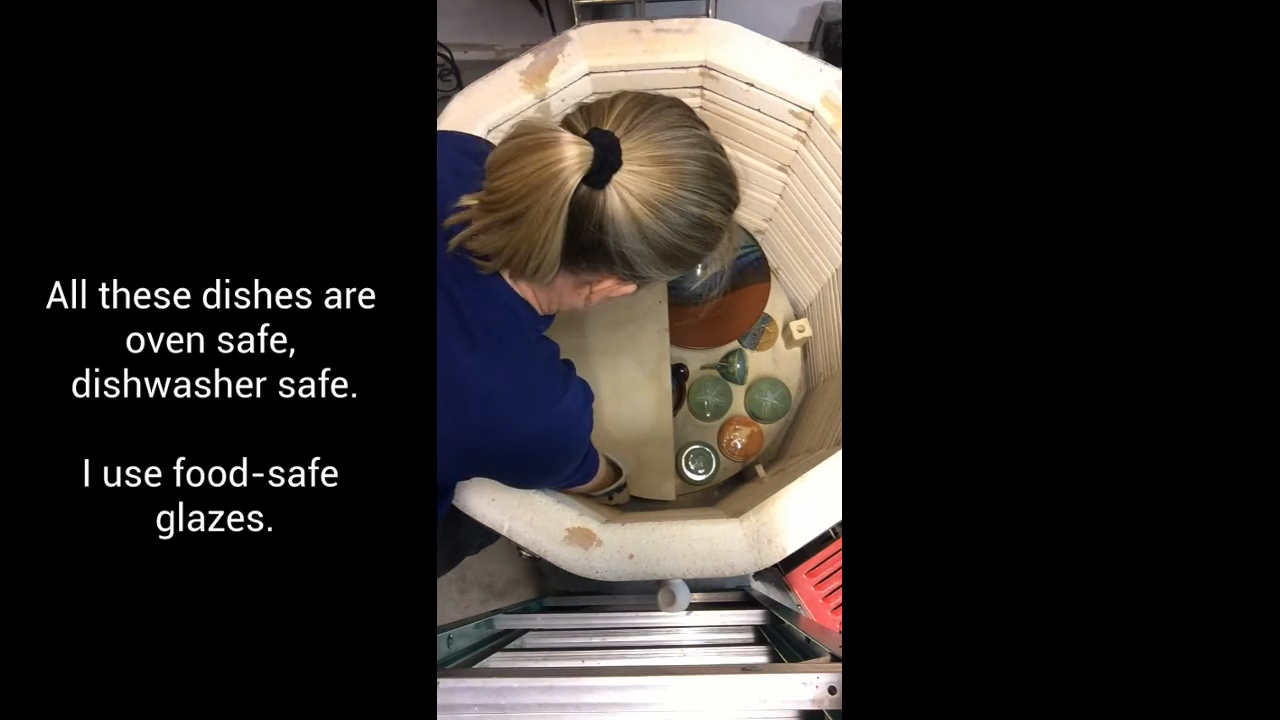 All these dishes are
oven safe,
dishwasher safe.
I use food-safe
glazes.